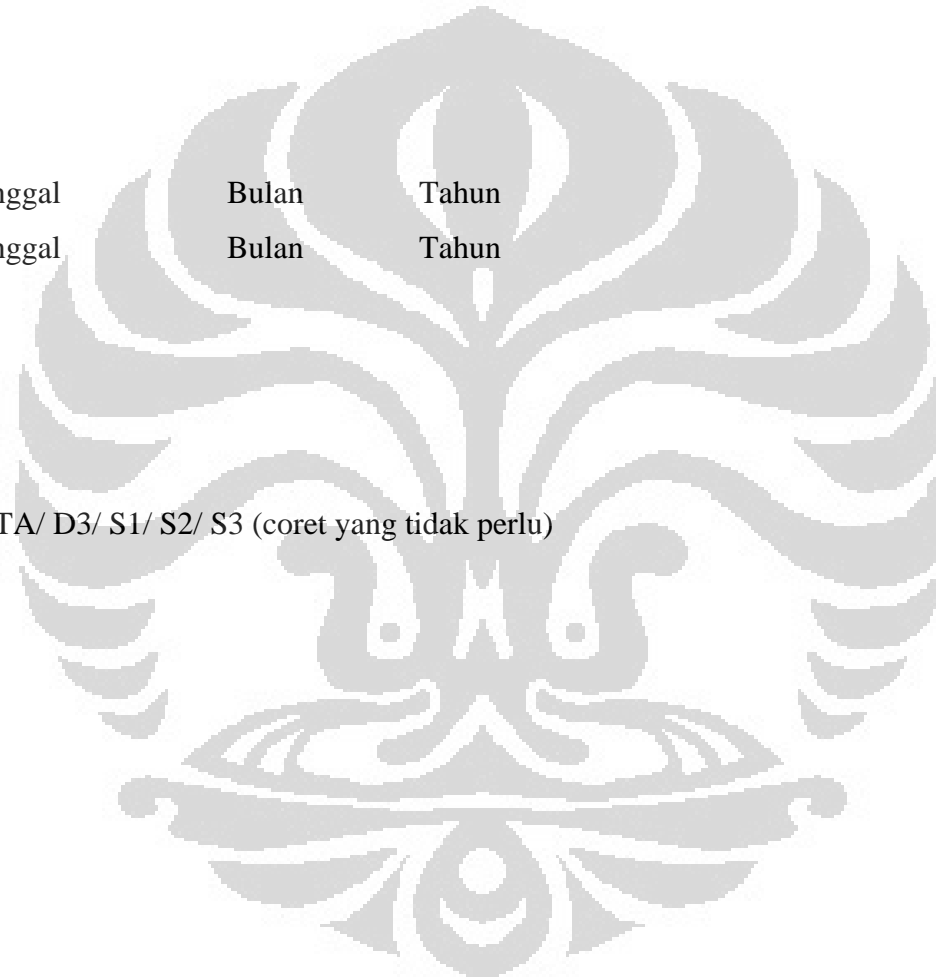 nggal Bulan Tahun
nggal Bulan Tahun
TA/ D3/ S1/ S2/ S3 (coret yang tidak perlu)